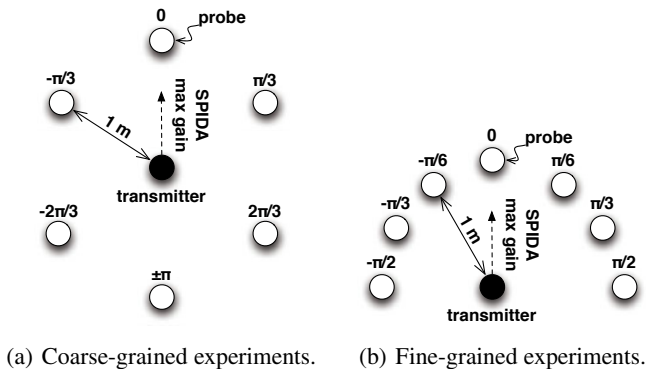 0
probe
-π/3
π/3
SPIDA
max gain
1 m
transmitter
-2π/3
2π/3
±π
(a) Coarse-grained experiments.
0
probe
-π/6
π/6
-π/3
π/3
SPIDA
max gain
1 m
-π/2
π/2
transmitter
(b) Fine-grained experiments.